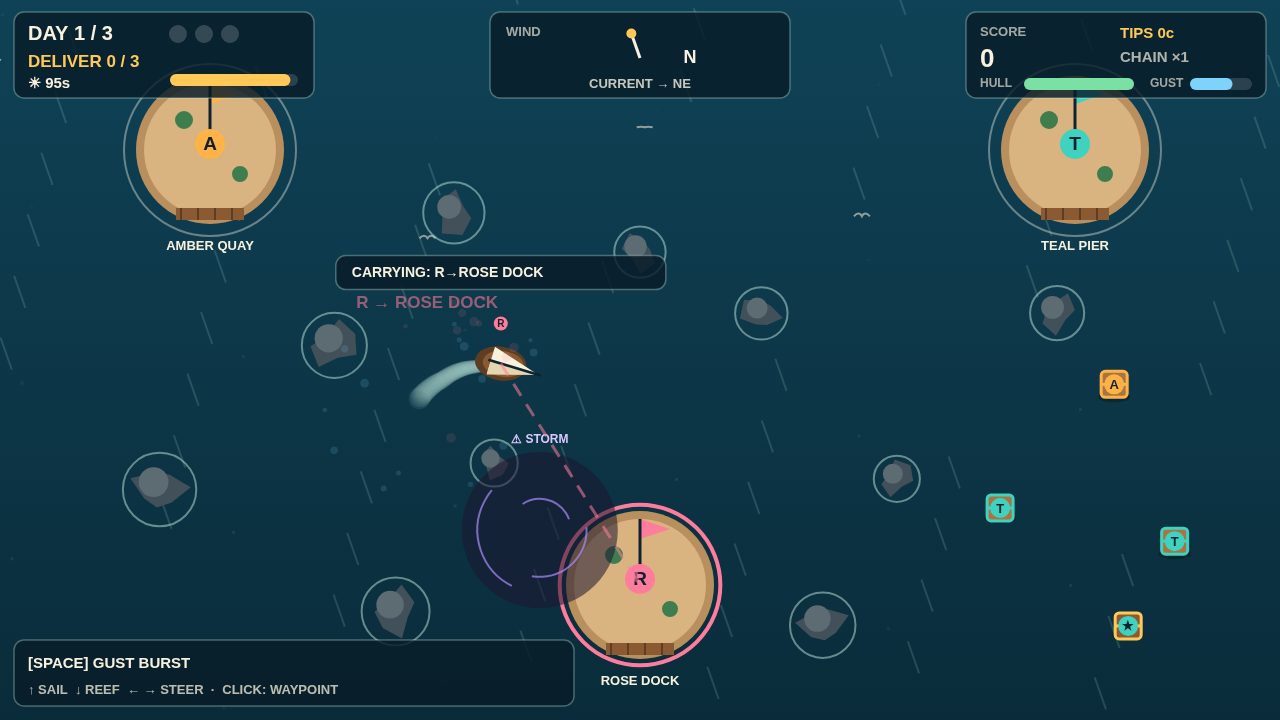 DAY 1 / 3
DELIVER 0 / 3
☀ 95s
WIND
N
CURRENT → NE
SCORE
0
TIPS 0c
CHAIN ×1
HULL
GUST
A
AMBER QUAY
T
TEAL PIER
CARRYING: R→ROSE DOCK
R → ROSE DOCK
R
A
⚠ STORM
T
T
R
★
ROSE DOCK
[SPACE] GUST BURST
↑ SAIL ↓ REEF ← → STEER · CLICK: WAYPOINT